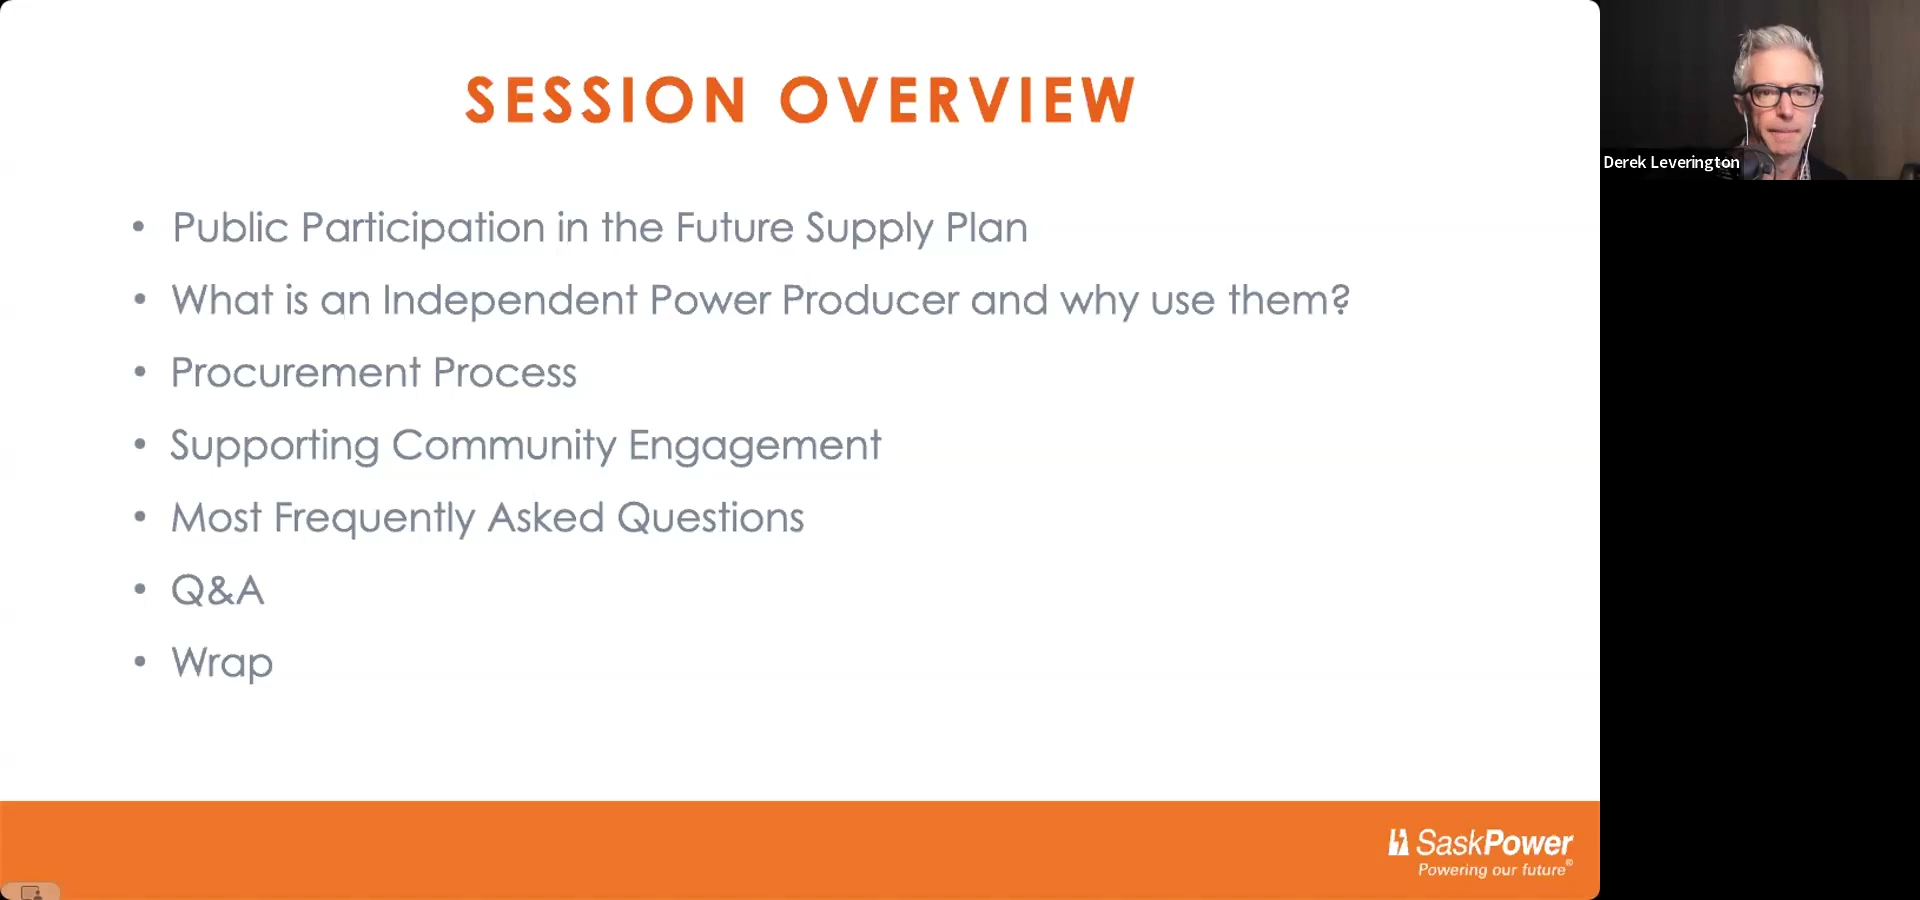 SESSION OVERVIEW
• Public Participation in the Future Supply Plan
• What is an Independent Power Producer and why use them?
• Procurement Process
• Supporting Community Engagement
• Most Frequently Asked Questions
• Q&A
• Wrap
SaskPower
Powering our future®
Derek Leverington